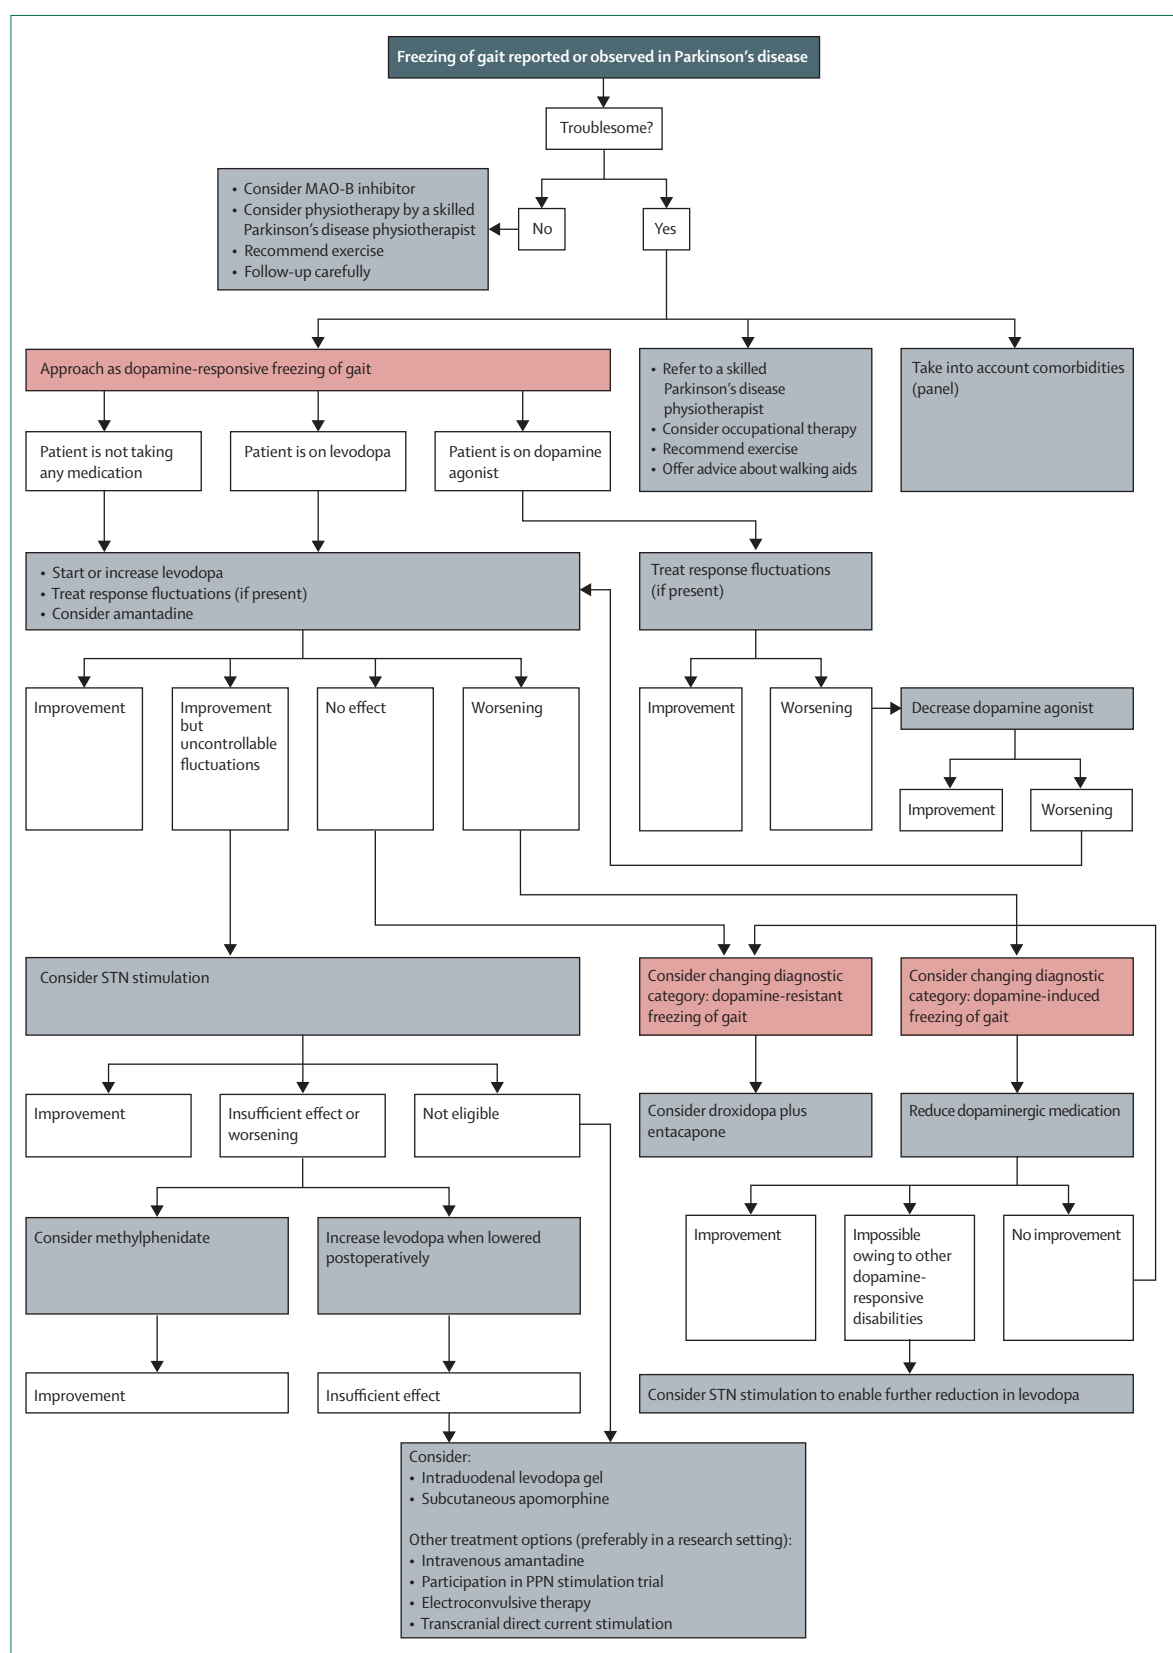 Freezing of gait reported or observed in Parkinson's disease
Troublesome?
• Consider MAO-B inhibitor
• Consider physiotherapy by a skilled
Parkinson's disease physiotherapist
• Recommend exercise
• Follow-up carefully
No
Yes
Approach as dopamine-responsive freezing of gait
• Refer to a skilled
Parkinson's disease
physiotherapist
• Consider occupational therapy
• Recommend exercise
• Offer advice about walking aids
Take into account comorbidities
(panel)
Patient is not taking
any medication
Patient is on levodopa
Patient is on dopamine
agonist
• Start or increase levodopa
• Treat response fluctuations (if present)
• Consider amantadine
Treat response fluctuations
(if present)
Improvement
Improvement
but
uncontrollable
fluctuations
No effect
Worsening
Improvement
Worsening
Decrease dopamine agonist
Improvement
Worsening
Consider STN stimulation
Consider changing diagnostic
category: dopamine-resistant
freezing of gait
Consider changing diagnostic
category: dopamine-induced
freezing of gait
Improvement
Insufficient effect or
worsening
Not eligible
Consider droxidopa plus
entacapone
Reduce dopaminergic medication
Consider methylphenidate
Increase levodopa when lowered
postoperatively
Improvement
Impossible
owing to other
dopamine-
responsive
disabilities
No improvement
Improvement
Insufficient effect
Consider STN stimulation to enable further reduction in levodopa
Consider:
• Intraduodenal levodopa gel
• Subcutaneous apomorphine
Other treatment options (preferably in a research setting):
• Intravenous amantadine
• Participation in PPN stimulation trial
• Electroconvulsive therapy
• Transcranial direct current stimulation